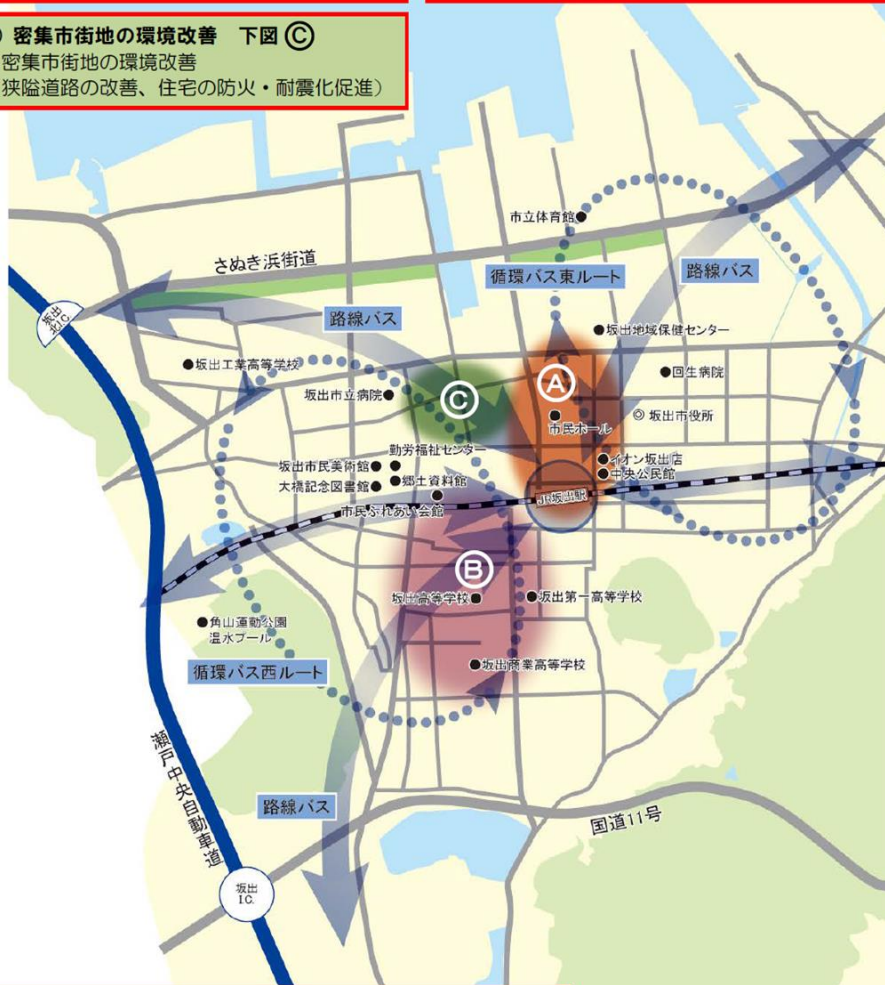 密集市街地の環境改善 下図 Ⓒ
密集市街地の環境改善
狭隘道路の改善、住宅の防火・耐震化促進)
市立体育館
さぬき浜街道
循環バス東ルート
路線バス
路線バス
坂出北I.C.
坂出地域保健センター
坂出工業高等学校
回生病院
坂出市立病院
Ⓒ
Ⓐ
市民ホール
坂出市役所
勤労福祉センター
イオン坂出店
坂出市民美術館
中央公民館
大橋記念図書館
郷土資料館
JR坂出駅
市民ふれあい会館
Ⓑ
坂出高等学校
坂出第一高等学校
角山運動公園
温水プール
循環バス西ルート
坂出商業高等学校
瀬戸中央自動車道
路線バス
国道11号
坂出
I.C.